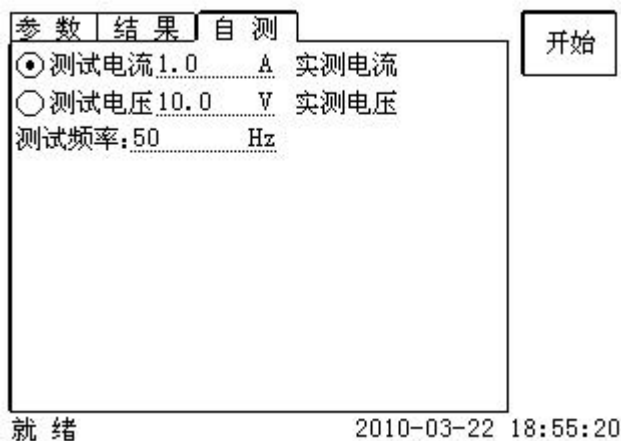 参 数 结 果 自 测 开始
测试电流1.0 A 实测电流
测试电压10.0 V 实测电压
测试频率:50 Hz
就 绪 2010-03-22 18:55:20